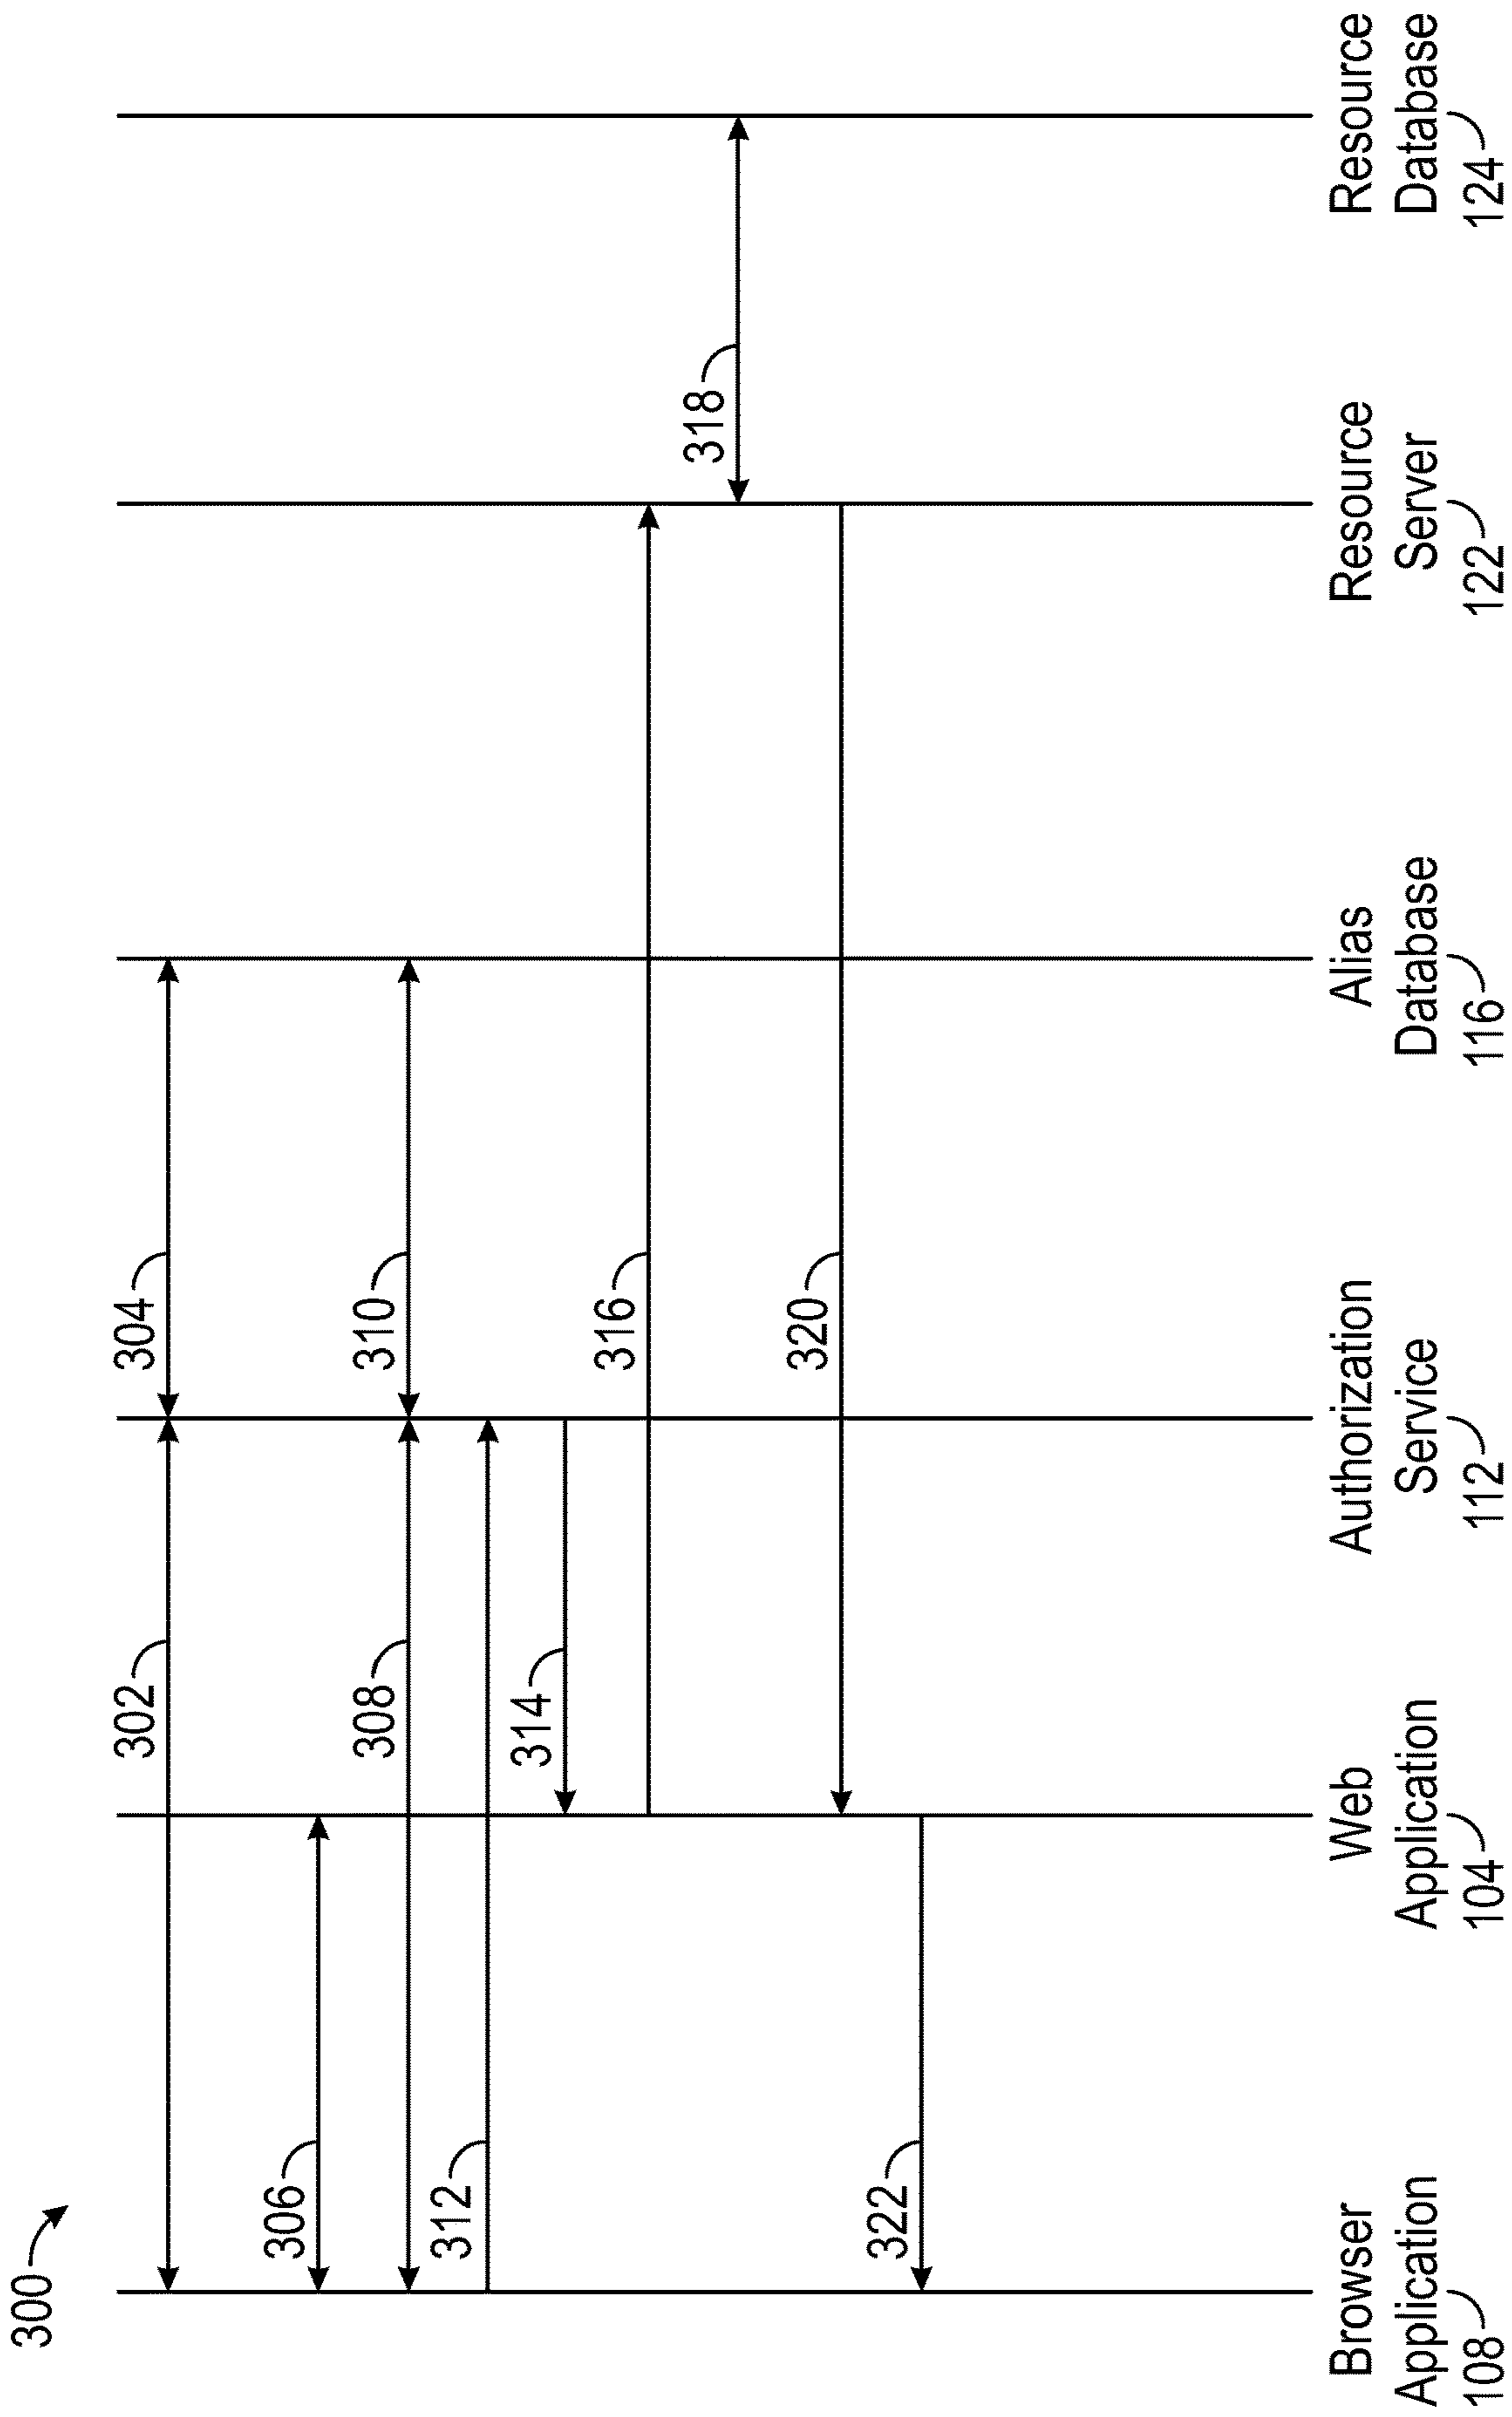 300
302
304
306
308
310
312
314
316
318
320
322
Browser
Application
108
Web
Application
104
Authorization
Service
112
Alias
Database
116
Resource
Server
122
Resource
Database
124